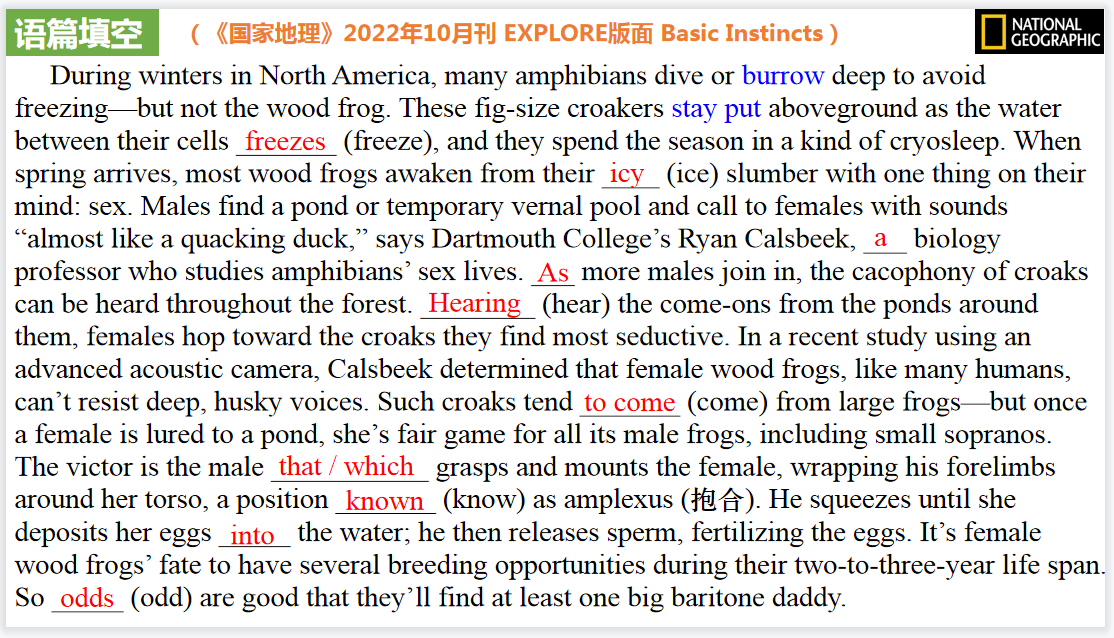 语篇填空
（《国家地理》2022年10月刊 EXPLORE版面 Basic Instincts）
NATIONAL
GEOGRAPHIC
During winters in North America, many amphibians dive or burrow deep to avoid
freezing—but not the wood frog. These fig-size croakers stay put aboveground as the water
between their cells freezes (freeze), and they spend the season in a kind of cryosleep. When
spring arrives, most wood frogs awaken from their icy (ice) slumber with one thing on their
mind: sex. Males find a pond or temporary vernal pool and call to females with sounds
“almost like a quacking duck,” says Dartmouth College’s Ryan Calsbeek, a biology
professor who studies amphibians’ sex lives. As more males join in, the cacophony of croaks
can be heard throughout the forest. Hearing (hear) the come-ons from the ponds around
them, females hop toward the croaks they find most seductive. In a recent study using an
advanced acoustic camera, Calsbeek determined that female wood frogs, like many humans,
can’t resist deep, husky voices. Such croaks tend to come (come) from large frogs—but once
a female is lured to a pond, she’s fair game for all its male frogs, including small sopranos.
The victor is the male that / which grasps and mounts the female, wrapping his forelimbs
around her torso, a position known (know) as amplexus (抱合). He squeezes until she
deposits her eggs into the water; he then releases sperm, fertilizing the eggs. It’s female
wood frogs’ fate to have several breeding opportunities during their two-to-three-year life span.
So odds (odd) are good that they’ll find at least one big baritone daddy.